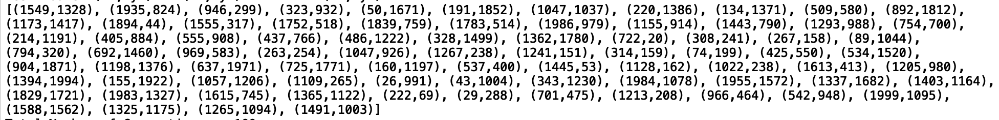 [(1549,1328), (1935,824), (946,299), (323,932), (50,1671), (191,1852), (1047,1037), (220,1386), (134,1371), (509,580), (892,1812),
(1173,1417), (1894,44), (1555,317), (1752,518), (1839,759), (1783,514), (1986,979), (1155,914), (1443,790), (1293,988), (754,700),
(214,1191), (405,884), (555,908), (437,766), (486,1222), (328,1499), (1362,1780), (722,20), (308,241), (267,158), (89,1044),
(794,320), (692,1460), (969,583), (263,254), (1047,926), (1267,238), (1241,151), (314,159), (74,199), (425,550), (534,1520),
(904,1871), (1198,1376), (637,1971), (725,1771), (160,1197), (537,400), (1445,53), (1128,162), (1022,238), (1613,413), (1205,980),
(1394,1994), (155,1922), (1057,1206), (1109,265), (26,991), (43,1004), (343,1230), (1984,1078), (1955,1572), (1337,1682), (1403,1164),
(1829,1721), (1983,1327), (1615,745), (1365,1122), (222,69), (29,288), (701,475), (1213,208), (966,464), (542,948), (1999,1095),
(1588,1562), (1325,1175), (1265,1094), (1491,1003)]